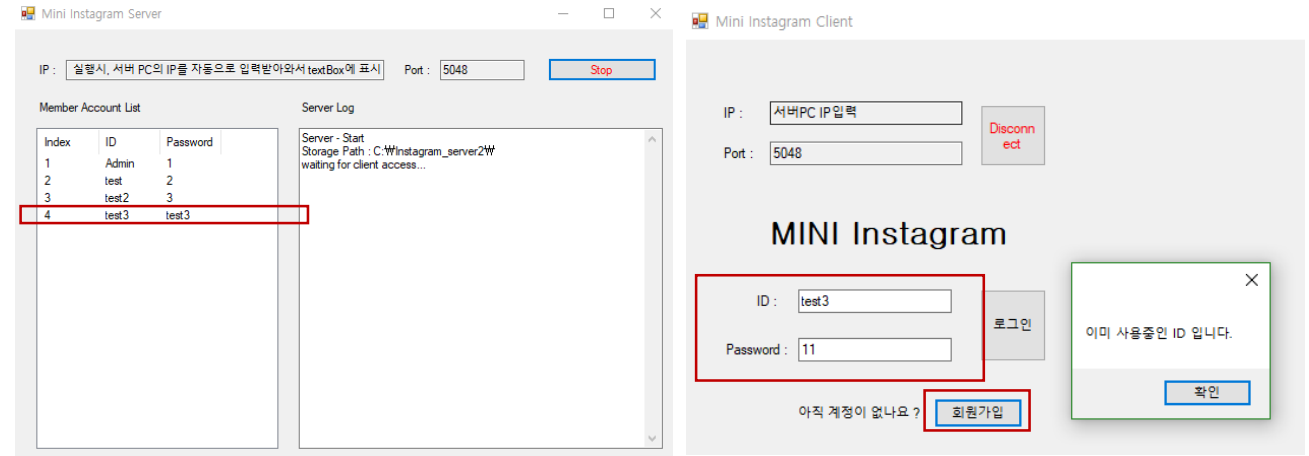 Mini Instagram Server
IP : 실행시, 서버 PC의 IP를 자동으로 입력받아와서 textBox에 표시 Port : 5048 Stop
Member Account List
Index ID Password
1 Admin 1
2 test 2
3 test2 3
4 test3 test3
Server Log
Server - Start
Storage Path : C:₩Instagram_server2₩
waiting for client access...
Mini Instagram Client
IP : 서버PC IP입력
Port : 5048
Disconn
ect
MINI Instagram
ID : test3
Password : 11
로그인
아직 계정이 없나요 ? 회원가입
이미 사용중인 ID 입니다.
확인